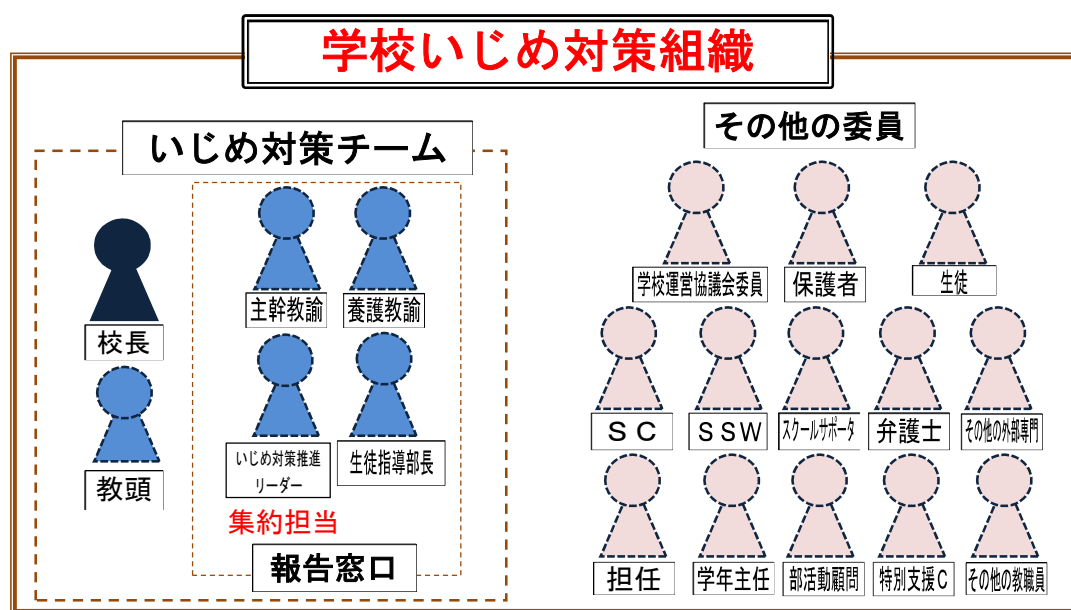 学校いじめ対策組織
いじめ対策チーム
校長
教頭
主幹教諭
養護教諭
いじめ対策推進
リーダー
生徒指導部長
集約担当
報告窓口
その他の委員
学校運営協議会委員
保護者
生徒
ＳＣ
ＳＳＷ
スクールサポータ
弁護士
その他の外部専門
担任
学年主任
部活動顧問
特別支援Ｃ
その他の教職員